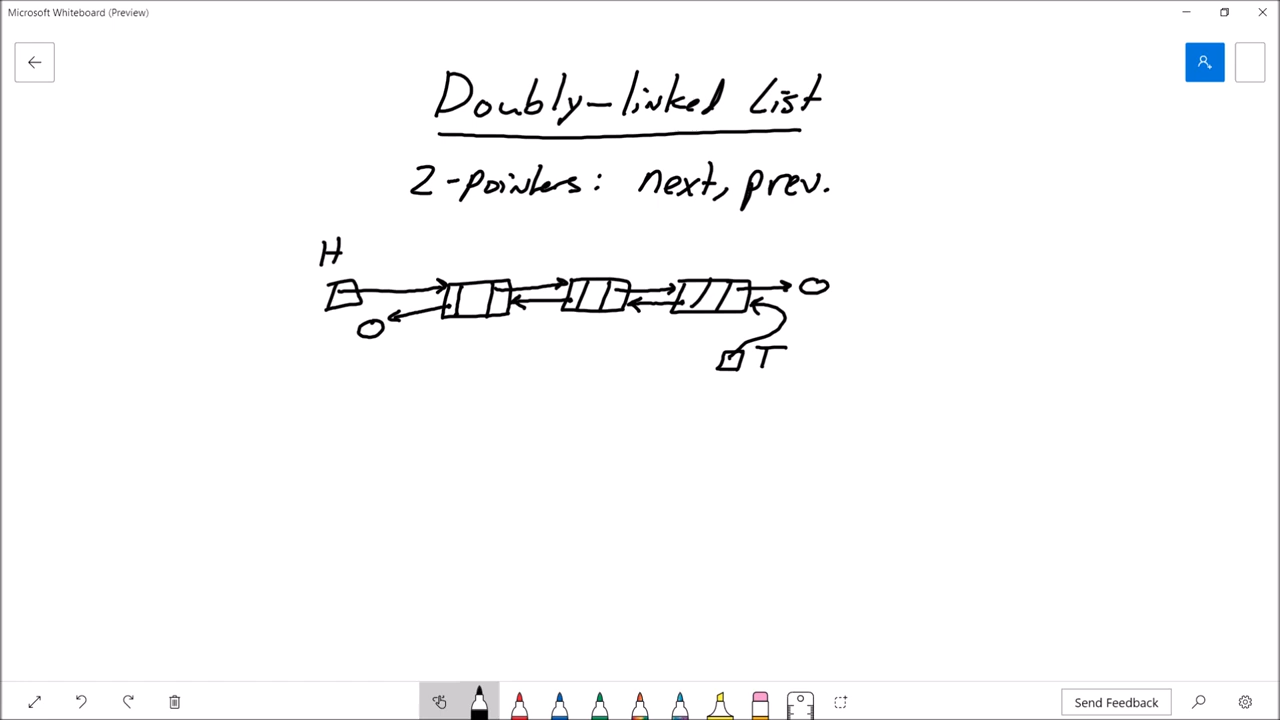 Microsoft Whiteboard (Preview)
Doubly-linked List
2-pointers: next, prev.
H
O
O
T
Send Feedback